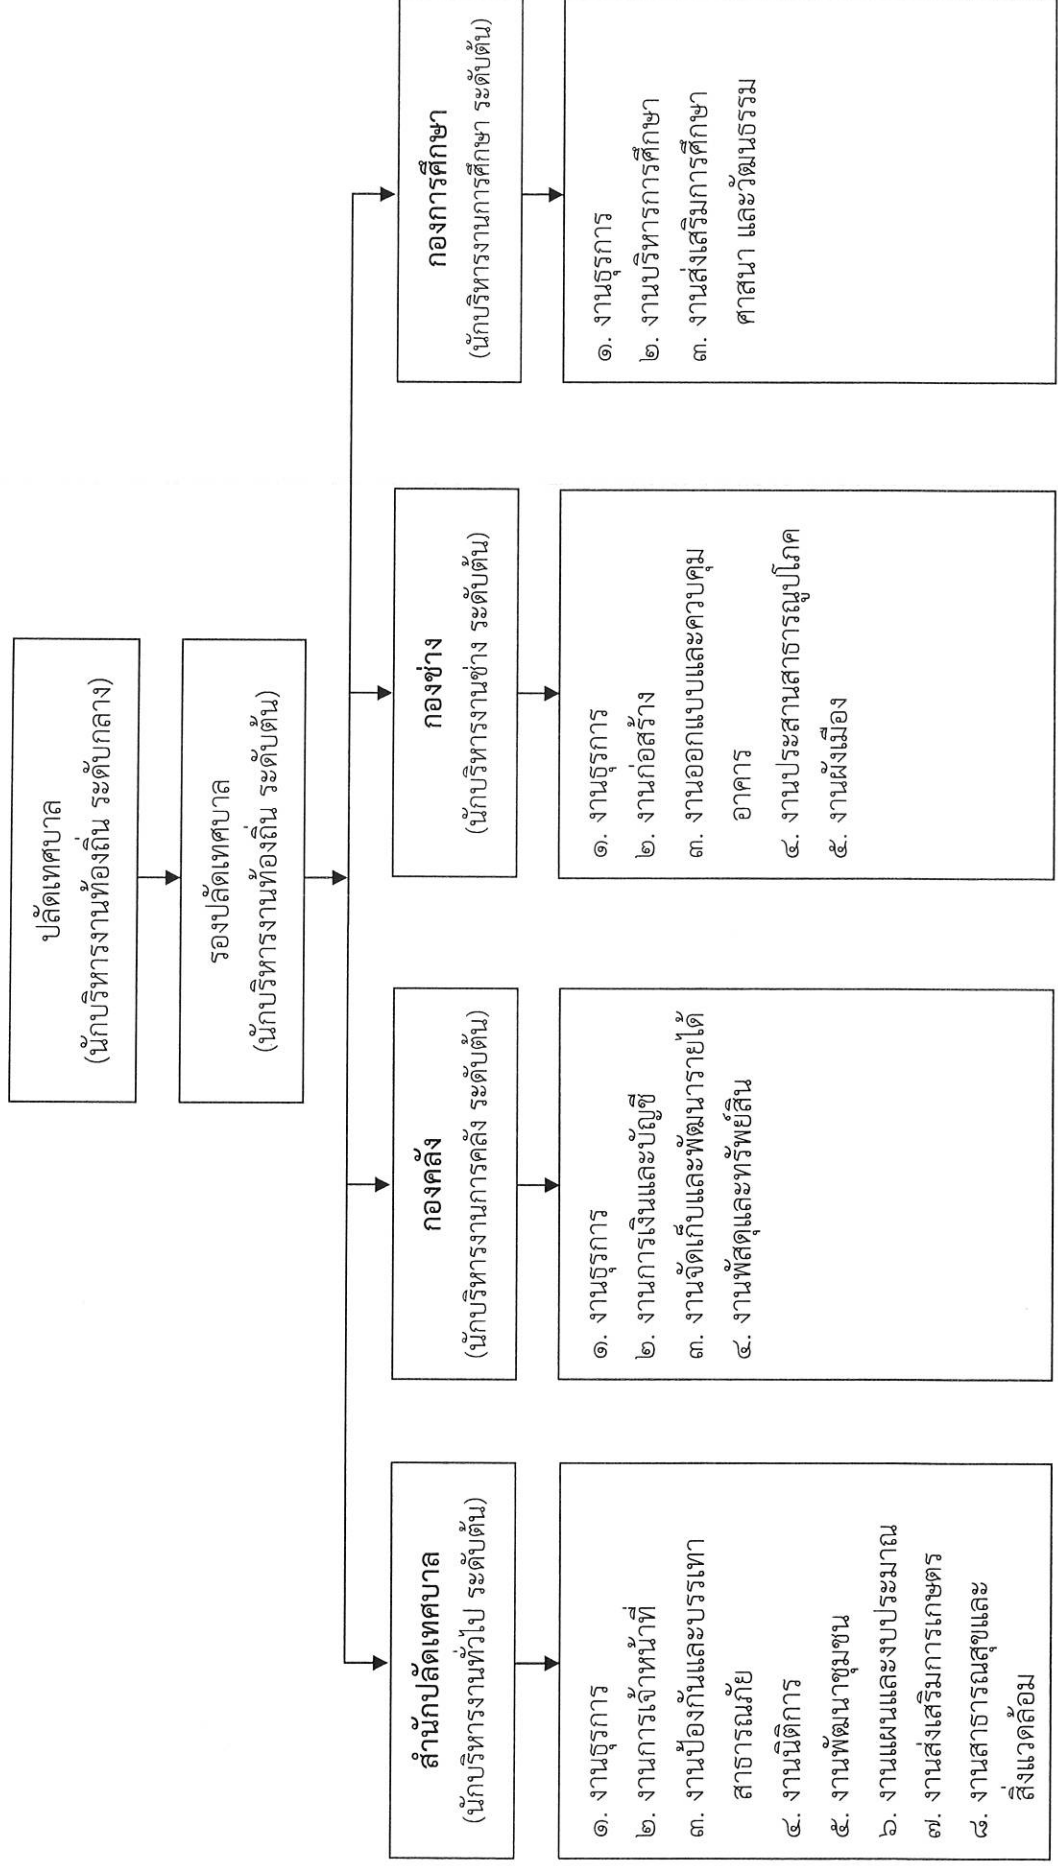 ปลัดเทศบาล
(นักบริหารงานท้องถิ่น ระดับกลาง)
รองปลัดเทศบาล
(นักบริหารงานท้องถิ่น ระดับต้น)
สำนักปลัดเทศบาล
(นักบริหารงานทั่วไป ระดับต้น)
๑. งานธุรการ
๒. งานการเจ้าหน้าที่
๓. งานป้องกันและบรรเทา
สาธารณภัย
๔. งานนิติการ
๕. งานพัฒนาชุมชน
๖. งานแผนและงบประมาณ
๗. งานส่งเสริมการเกษตร
๘. งานสาธารณสุขและ
สิ่งแวดล้อม
กองคลัง
(นักบริหารงานการคลัง ระดับต้น)
๑. งานธุรการ
๒. งานการเงินและบัญชี
๓. งานจัดเก็บและพัฒนารายได้
๔. งานพัสดุและทรัพย์สิน
กองช่าง
(นักบริหารงานช่าง ระดับต้น)
๑. งานธุรการ
๒. งานก่อสร้าง
๓. งานออกแบบและควบคุม
อาคาร
๔. งานประสานสาธารณูปโภค
๕. งานผังเมือง
กองการศึกษา
(นักบริหารงานการศึกษา ระดับต้น)
๑. งานธุรการ
๒. งานบริหารการศึกษา
๓. งานส่งเสริมการศึกษา
ศาสนา และวัฒนธรรม